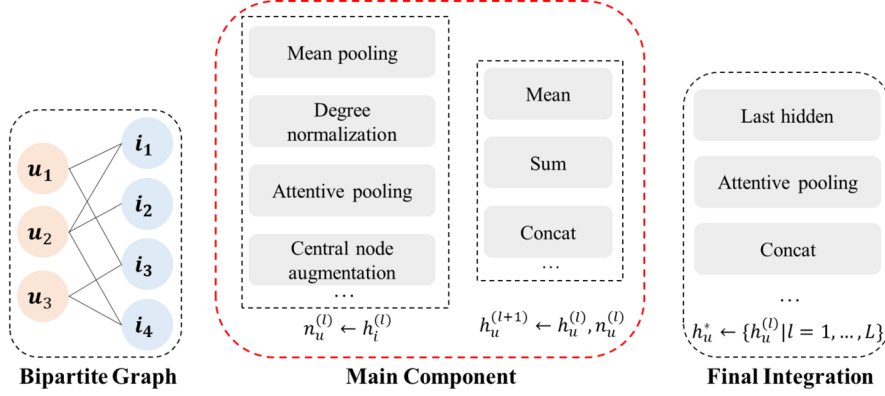 u₁
u₂
u₃
i₁
i₂
i₃
i₄
Bipartite Graph
Mean pooling
Degree
normalization
Attentive pooling
Central node
augmentation
...
n_u^{(l)} ← h_i^{(l)}
Mean
Sum
Concat
...
h_u^{(l+1)} ← h_u^{(l)}, n_u^{(l)}
Main Component
Last hidden
Attentive pooling
Concat
...
h_u^* ← {h_u^{(l)}|l = 1, ..., L}
Final Integration